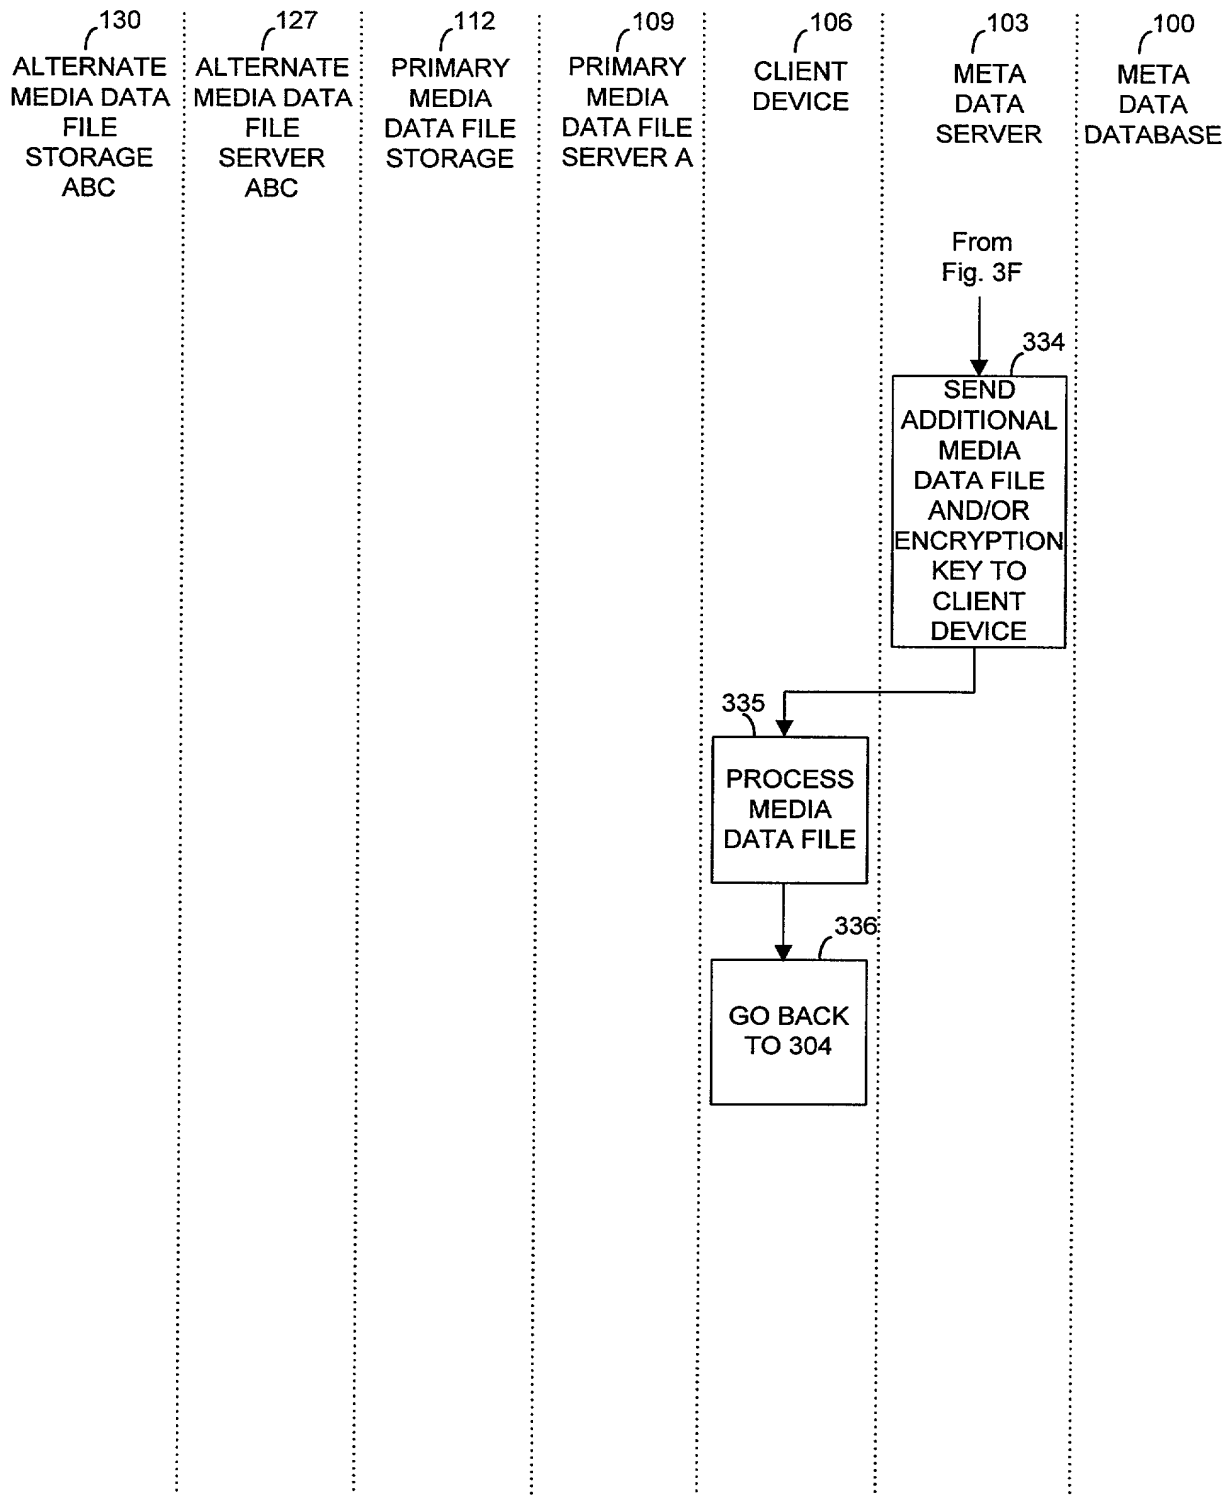 130
ALTERNATE
MEDIA DATA
FILE
STORAGE
ABC
127
ALTERNATE
MEDIA DATA
FILE
SERVER
ABC
112
PRIMARY
MEDIA
DATA FILE
STORAGE
109
PRIMARY
MEDIA
DATA FILE
SERVER A
106
CLIENT
DEVICE
103
META
DATA
SERVER
100
META
DATA
DATABASE
From
Fig. 3F
334
SEND
ADDITIONAL
MEDIA
DATA FILE
AND/OR
ENCRYPTION
KEY TO
CLIENT
DEVICE
335
PROCESS
MEDIA
DATA FILE
336
GO BACK
TO 304